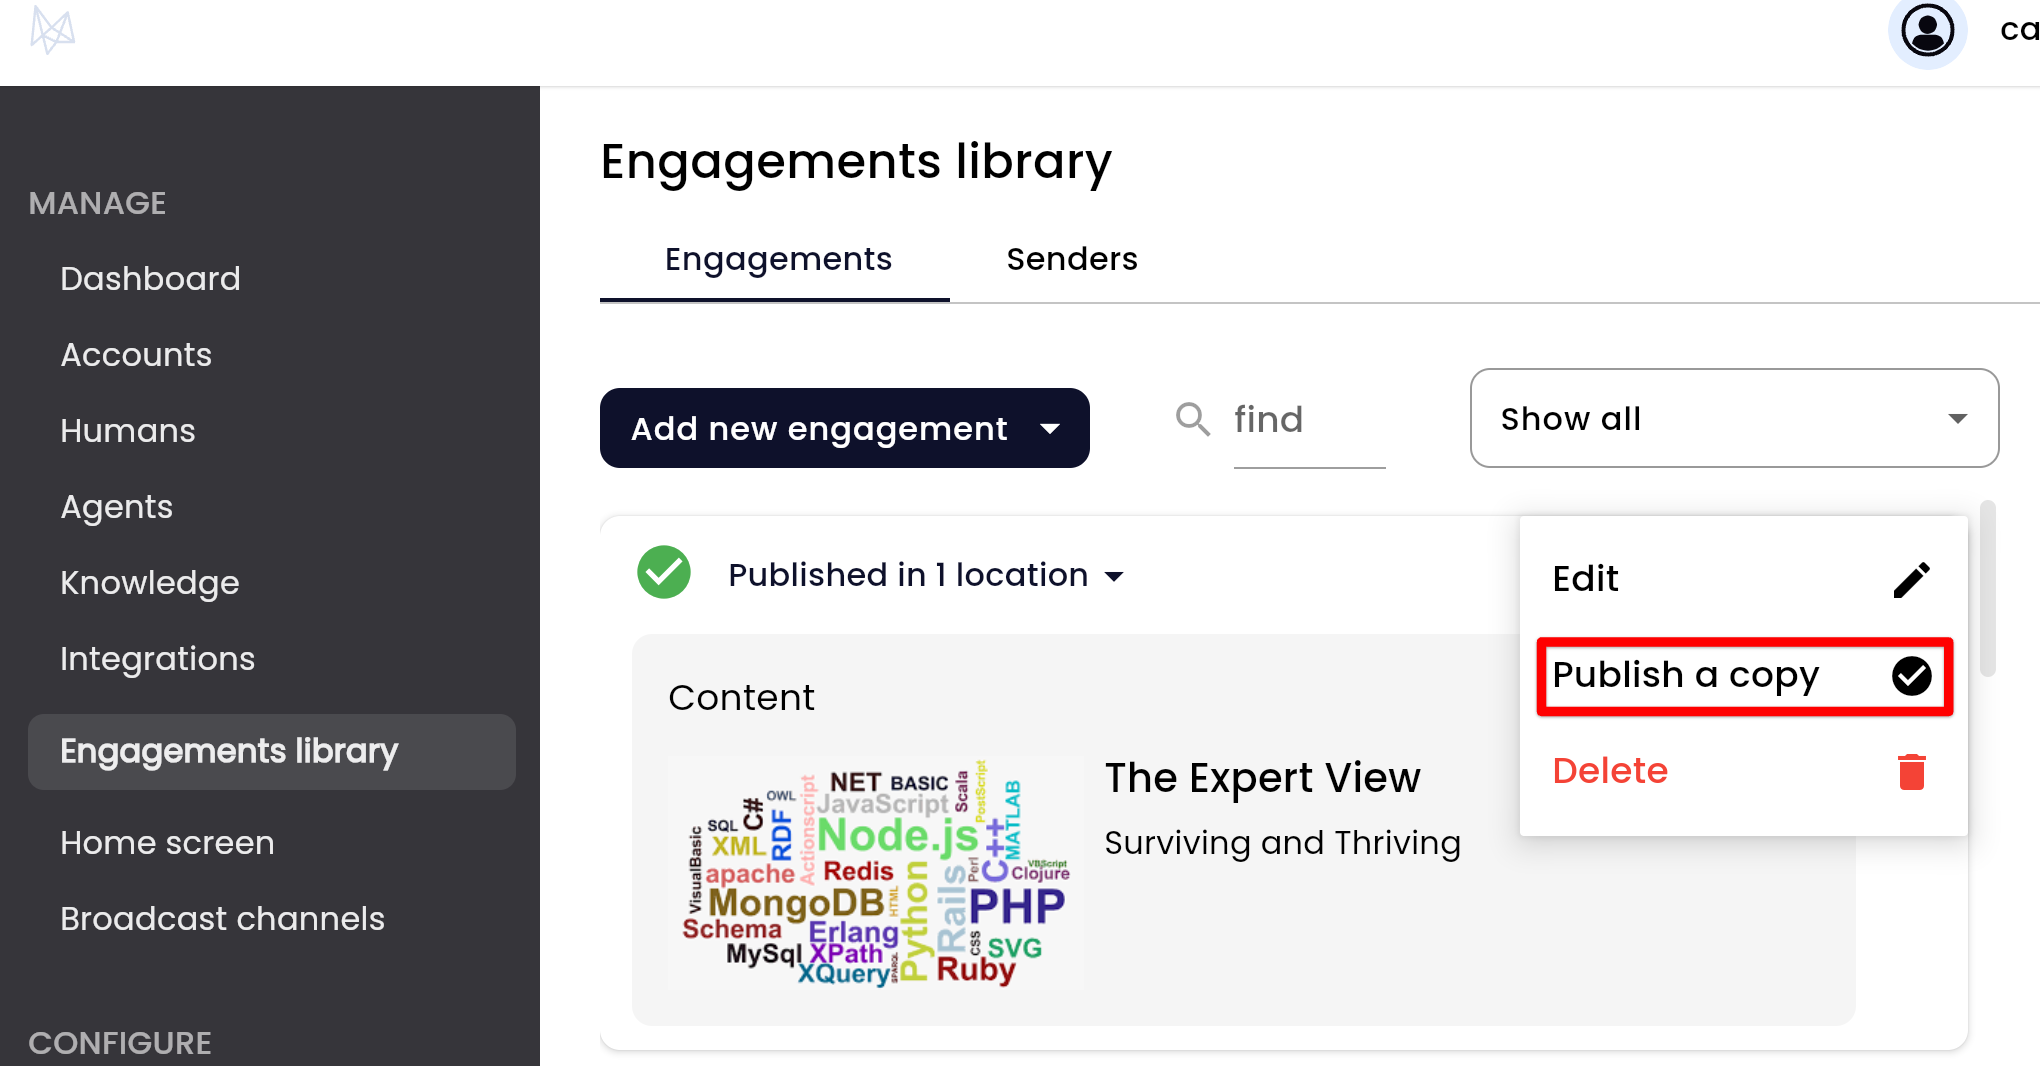 ca
MANAGE
Dashboard
Accounts
Humans
Agents
Knowledge
Integrations
Engagements library
Home screen
Broadcast channels
CONFIGURE
Engagements library
Engagements Senders
Add new engagement
find
Show all
Published in 1 location
Edit
Publish a copy
Delete
Content
The Expert View
Surviving and Thriving
OWL
NET BASIC
Scala
PostScript
MATLAB
C#
Actionscript
JavaScript
SQL
RDF
XML
Node.js
C++
VisualBasic
apache
Redis
Perl
VBScript
Clojure
MongoDB
HTML
Python
Rails
PHP
Schema
Erlang
CSS
SVG
MySql XPath
XQuery
SPARQL
Ruby